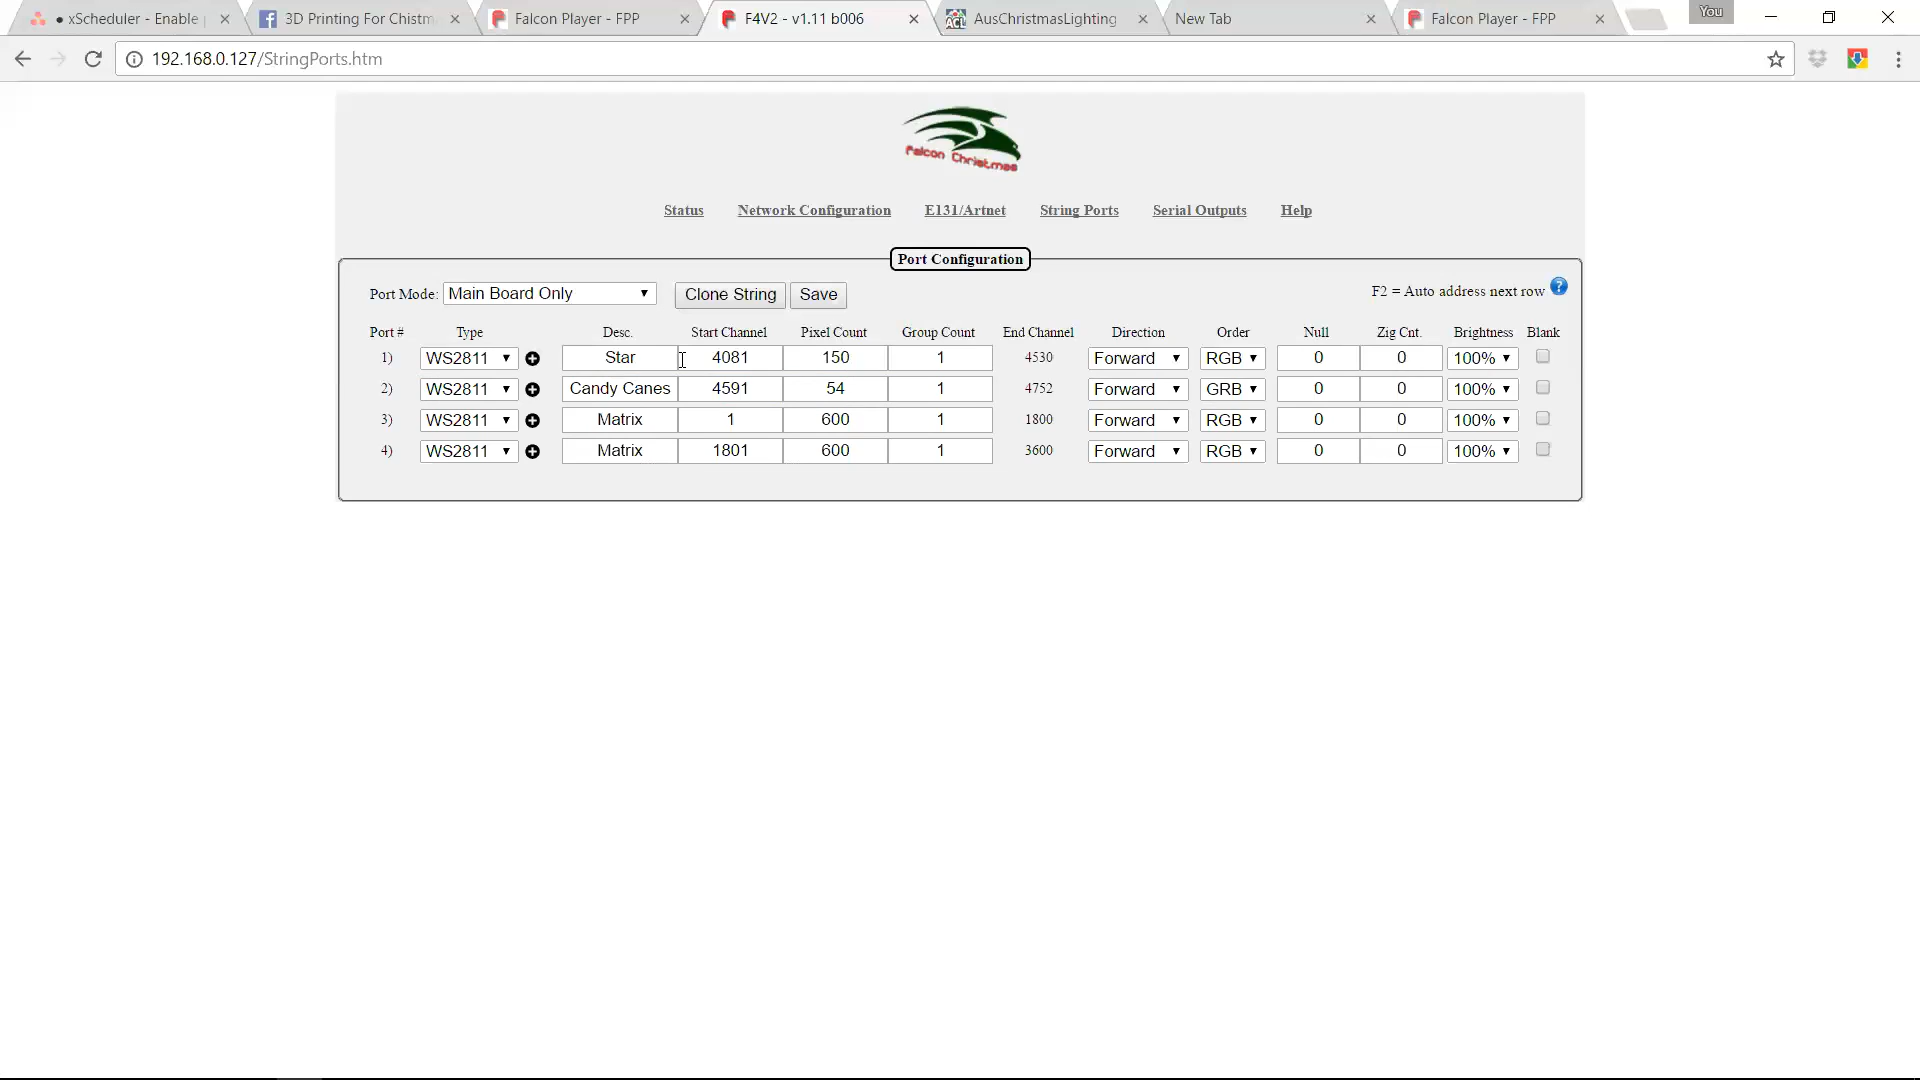 ● xScheduler - Enable
3D Printing For Chistm
Falcon Player - FPP
F4V2 - v1.11 b006
AusChristmasLighting
New Tab
Falcon Player - FPP
You
192.168.0.127/StringPorts.htm
Falcon Christmas
Status Network Configuration E131/Artnet String Ports Serial Outputs Help
Port Configuration
Port Mode: Main Board Only Clone String Save F2 = Auto address next row ?
Port # Type Desc. Start Channel Pixel Count Group Count End Channel Direction Order Null Zig Cnt. Brightness Blank
1) WS2811 Star 4081 150 1 4530 Forward RGB 0 0 100%
2) WS2811 Candy Canes 4591 54 1 4752 Forward GRB 0 0 100%
3) WS2811 Matrix 1 600 1 1800 Forward RGB 0 0 100%
4) WS2811 Matrix 1801 600 1 3600 Forward RGB 0 0 100%